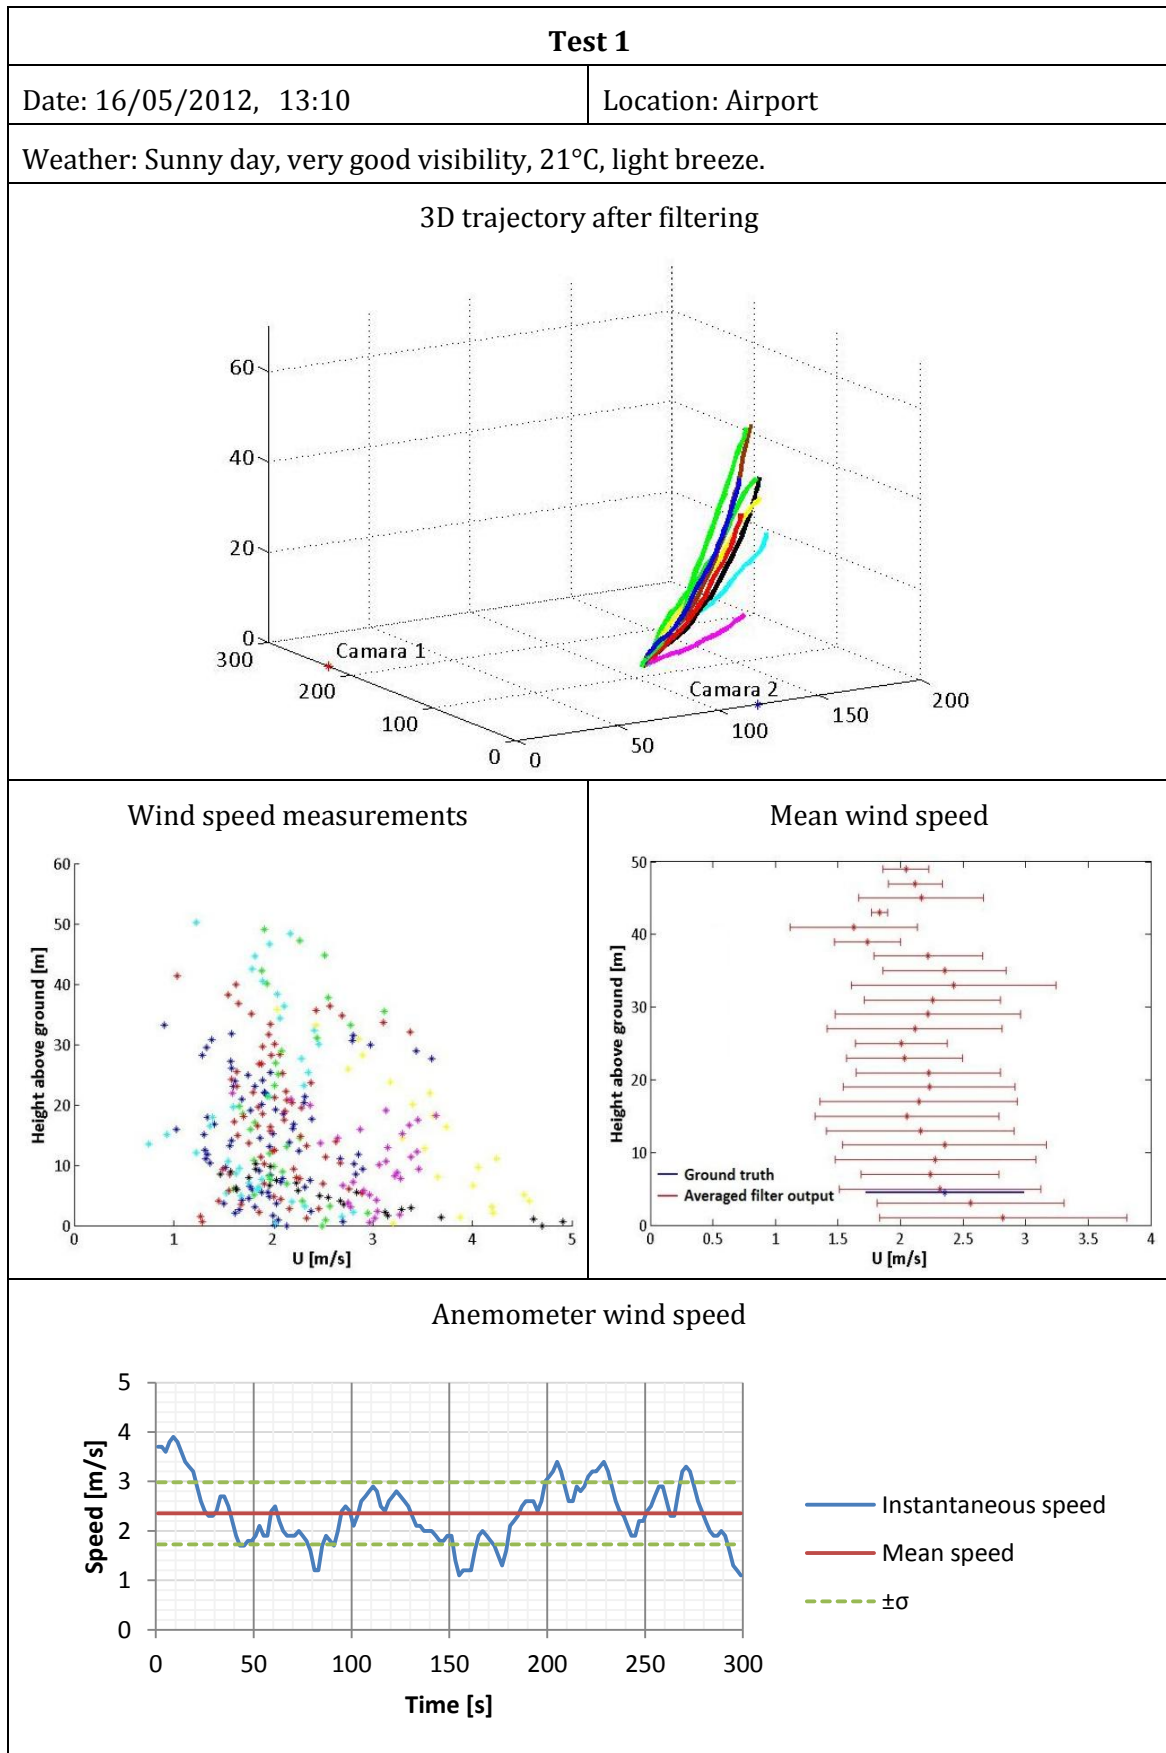 Test 1
Date: 16/05/2012, 13:10
Location: Airport
Weather: Sunny day, very good visibility, 21°C, light breeze.
3D trajectory after filtering
60
40
20
0
300
Camara 1
200
100
0
0
50
100
Camara 2
150
200
Wind speed measurements
60
50
40
30
20
10
0
Height above ground [m]
0
1
2
3
4
5
U [m/s]
Mean wind speed
50
40
30
20
10
0
Height above ground [m]
Ground truth
Averaged filter output
0
0.5
1
1.5
2
2.5
3
3.5
4
U [m/s]
Anemometer wind speed
5
4
3
2
1
0
Speed [m/s]
0
50
100
150
200
250
300
Time [s]
Instantaneous speed
Mean speed
±σ